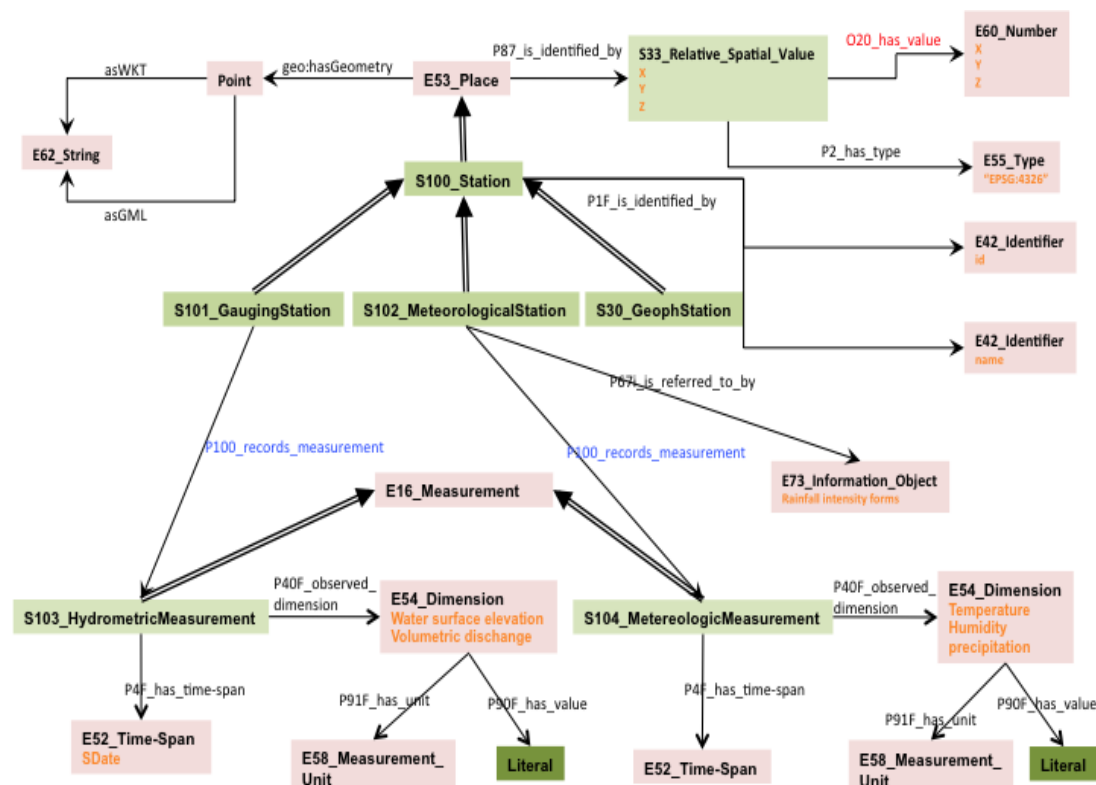 P87_is_identified_by
O20_has_value
E60_Number
X
Y
Z
asWKT
Point
geo:hasGeometry
E53_Place
S33_Relative_Spatial_Value
X
Y
Z
E62_String
P2_has_type
E55_Type
"EPSG:4326"
S100_Station
P1F_is_identified_by
asGML
E42_Identifier
id
S101_GaugingStation
S102_MeteorologicalStation
S30_GeophStation
E42_Identifier
name
P67i_is_referred_to_by
P100_records_measurement
P100_records_measurement
E73_Information_Object
Rainfall intensity forms
E16_Measurement
S103_HydrometricMeasurement
P40F_observed_
dimension
E54_Dimension
Water surface elevation
Volumetric dischange
S104_MetereologicMeasurement
P40F_observed_
dimension
E54_Dimension
Temperature
Humidity
precipitation
P4F_has_time-span
P91F_has_unit
P90F_has_value
P4F_has_time-span
P91F_has_unit
P90F_has_value
E52_Time-Span
SDate
E58_Measurement_
Unit
Literal
E52_Time-Span
E58_Measurement_
Unit
Literal